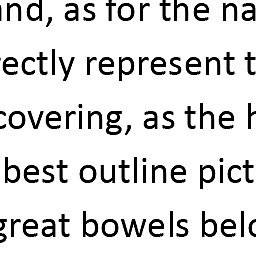 and, as for the na
rectly represent t
covering, as the h
best outline pict
great bowels belo